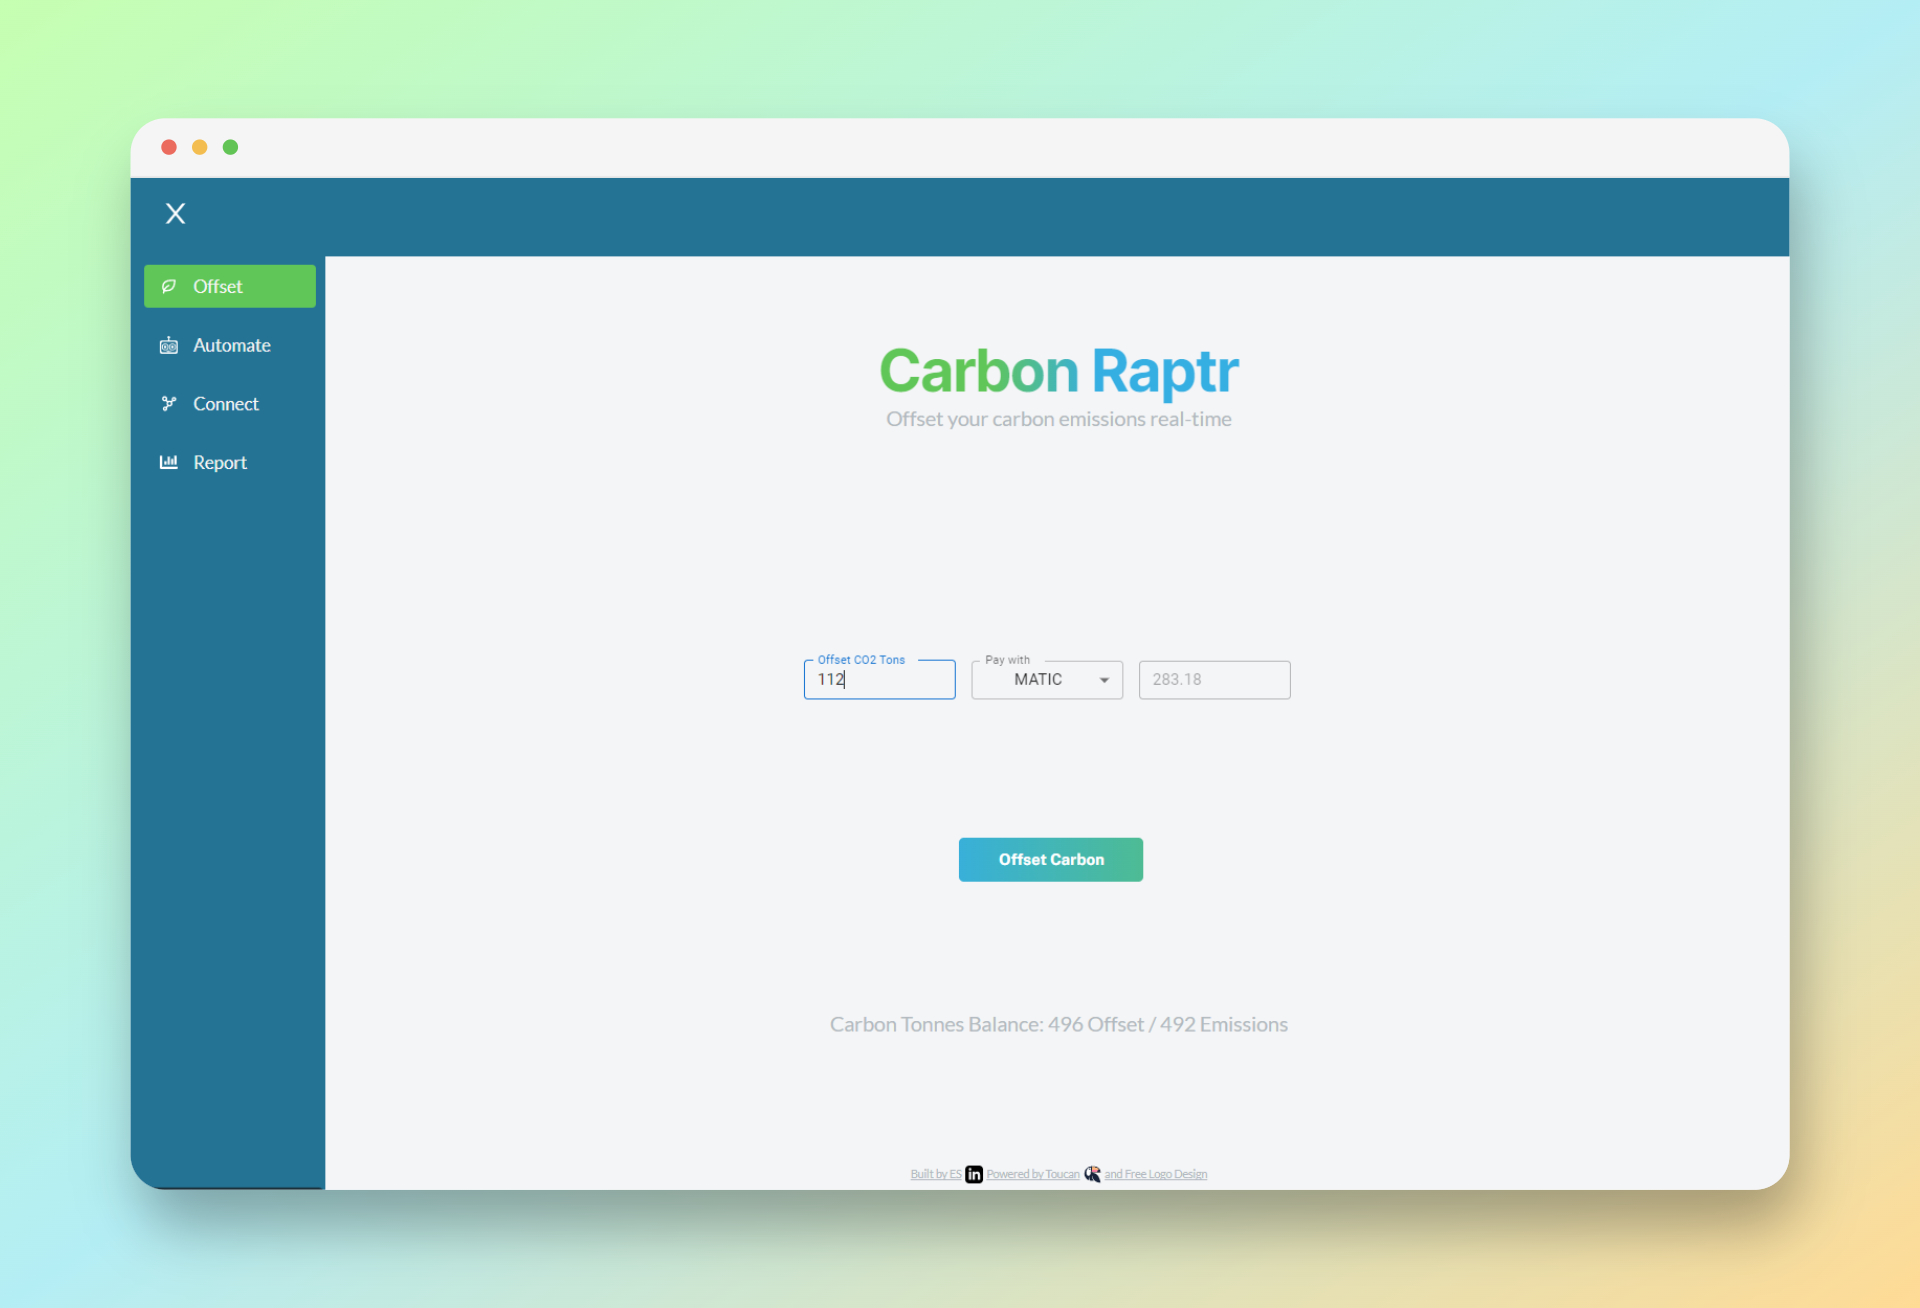 X
Offset
Automate
Connect
Report
Carbon Raptr
Offset your carbon emissions real-time
Offset CO2 Tons
112
Pay with
MATIC
283.18
Offset Carbon
Carbon Tonnes Balance: 496 Offset / 492 Emissions
Built by ES in Powered by Toucan and Free Logo Design